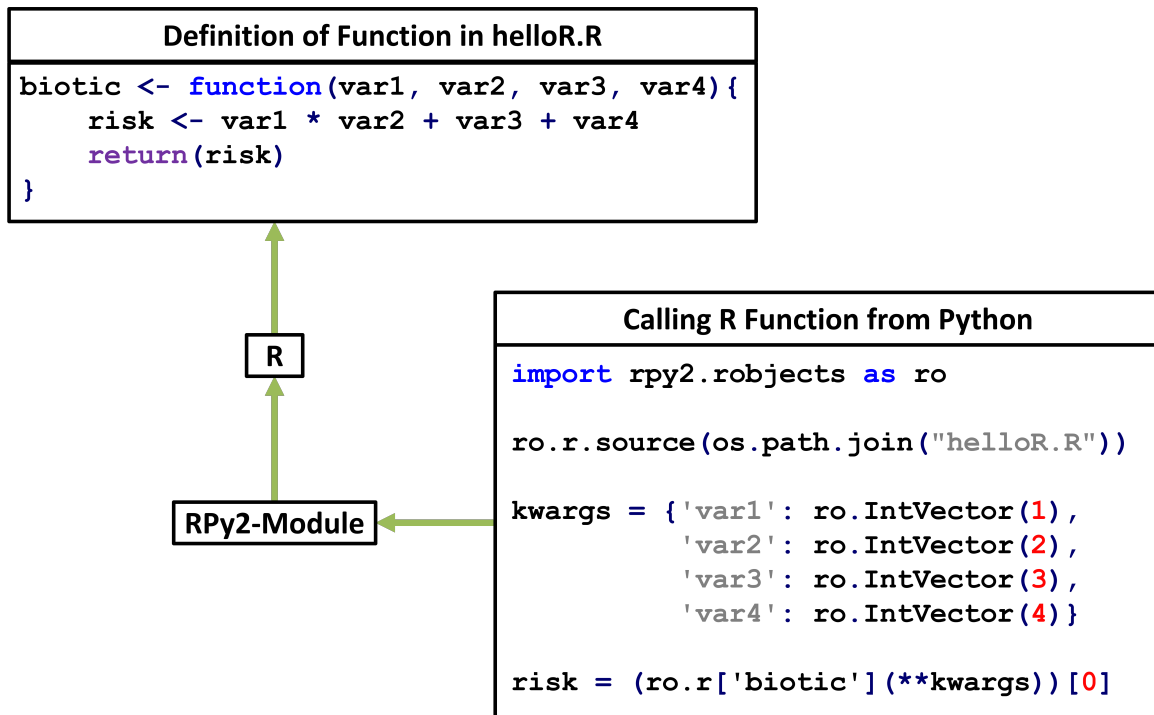 Definition of Function in helloR.R
biotic <- function(var1, var2, var3, var4){
    risk <- var1 * var2 + var3 + var4
    return(risk)
}
R
RPy2-Module
Calling R Function from Python
import rpy2.robjects as ro
ro.r.source(os.path.join("helloR.R"))
kwargs = {'var1': ro.IntVector(1),
          'var2': ro.IntVector(2),
          'var3': ro.IntVector(3),
          'var4': ro.IntVector(4)}
risk = (ro.r['biotic'](**kwargs))[0]